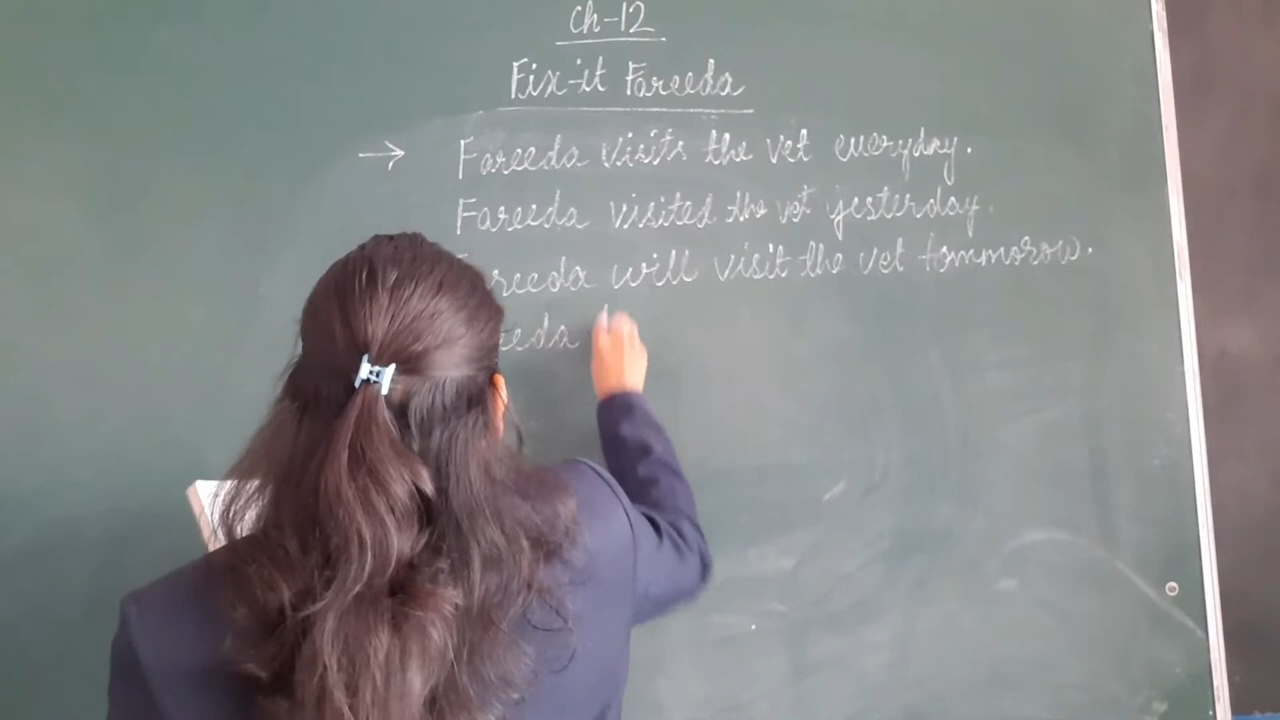 Ch-12
Fix-it Fareeda
→ Fareeda visits the vet everyday.
Fareeda visited the vet yesterday.
reeda will visit the vet tommorow.
eeda